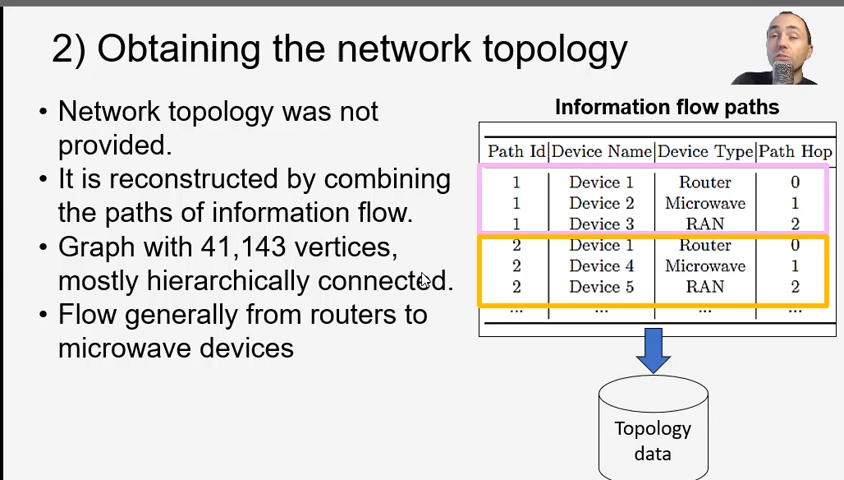 2) Obtaining the network topology
• Network topology was not
provided.
• It is reconstructed by combining
the paths of information flow.
• Graph with 41,143 vertices,
mostly hierarchically connected.
• Flow generally from routers to
microwave devices
Information flow paths
Path Id|Device Name|Device Type|Path Hop
1 Device 1 Router 0
1 Device 2 Microwave 1
1 Device 3 RAN 2
2 Device 1 Router 0
2 Device 4 Microwave 1
2 Device 5 RAN 2
... ... ... ...
Topology
data